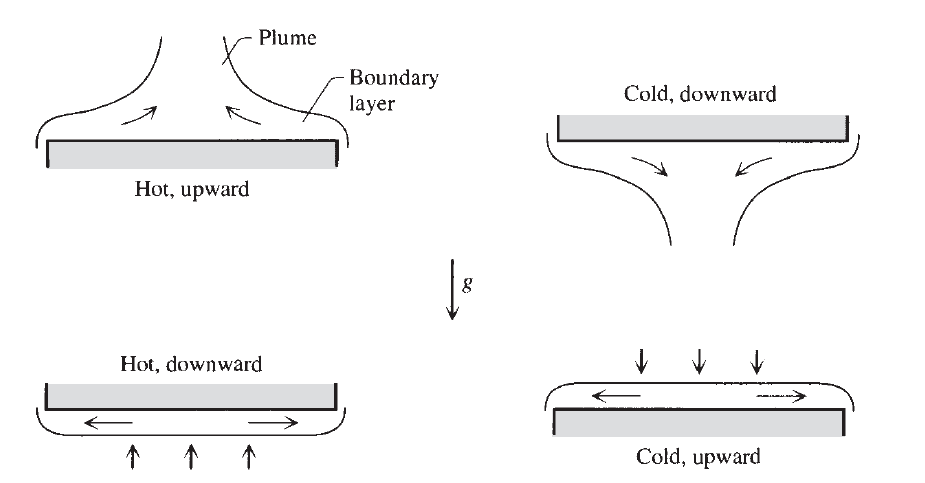 Plume
Boundary
layer
Cold, downward
Hot, upward
g
Hot, downward
Cold, upward